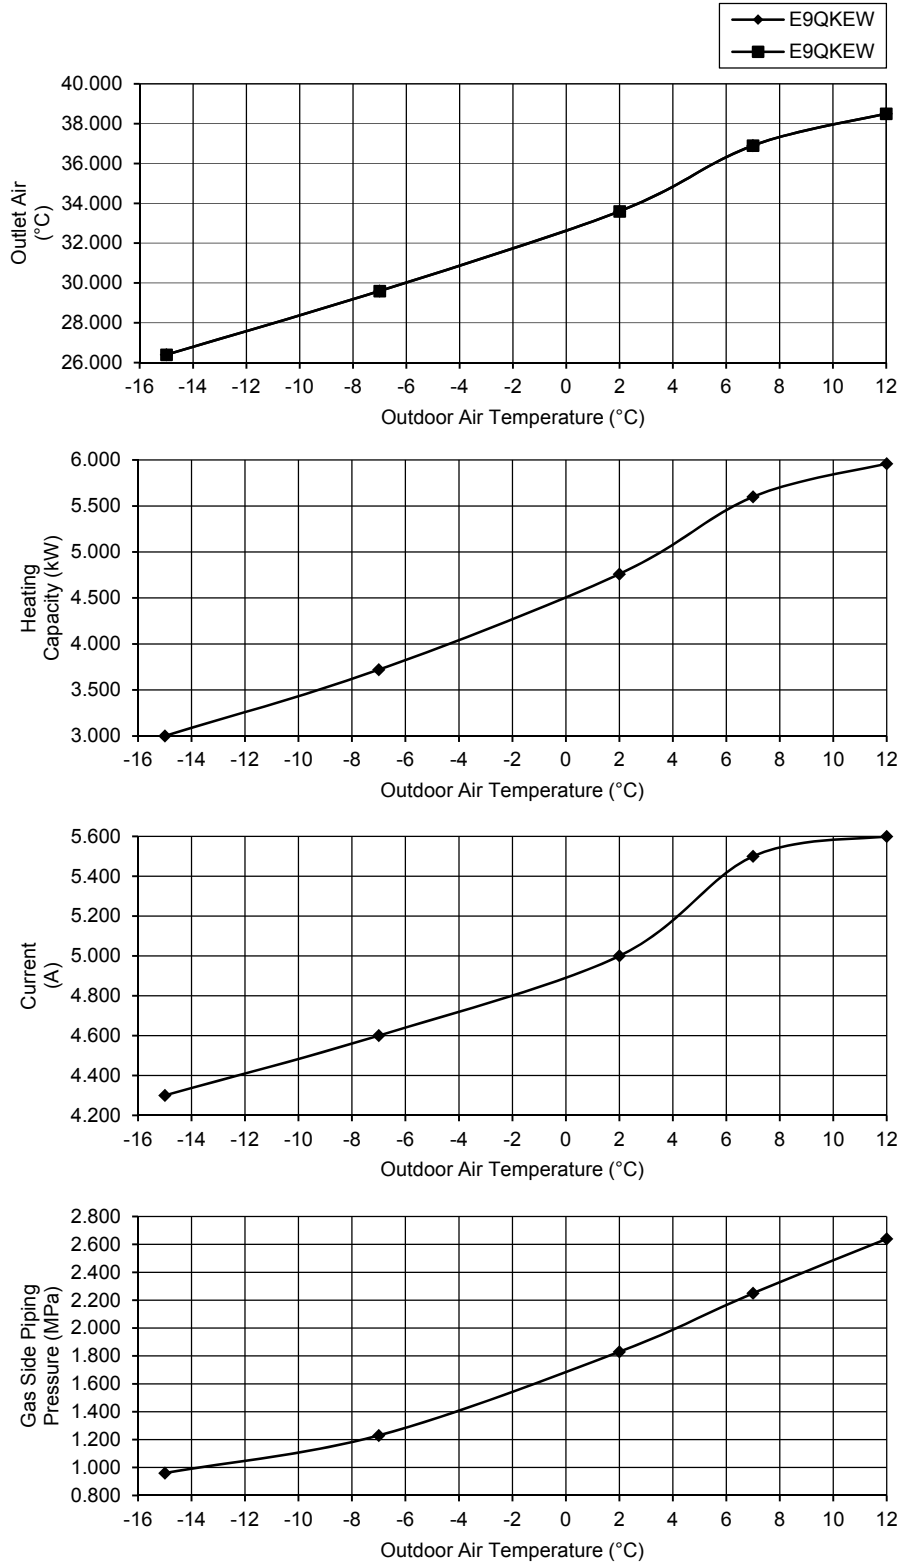 E9QKEW
E9QKEW
40.000
38.000
36.000
34.000
32.000
30.000
28.000
26.000
Outlet Air
(°C)
-16 -14 -12 -10 -8 -6 -4 -2 0 2 4 6 8 10 12
Outdoor Air Temperature (°C)
6.000
5.500
5.000
4.500
4.000
3.500
3.000
Heating
Capacity (kW)
-16 -14 -12 -10 -8 -6 -4 -2 0 2 4 6 8 10 12
Outdoor Air Temperature (°C)
5.600
5.400
5.200
5.000
4.800
4.600
4.400
4.200
Current
(A)
-16 -14 -12 -10 -8 -6 -4 -2 0 2 4 6 8 10 12
Outdoor Air Temperature (°C)
2.800
2.600
2.400
2.200
2.000
1.800
1.600
1.400
1.200
1.000
0.800
Gas Side Piping
Pressure (MPa)
-16 -14 -12 -10 -8 -6 -4 -2 0 2 4 6 8 10 12
Outdoor Air Temperature (°C)